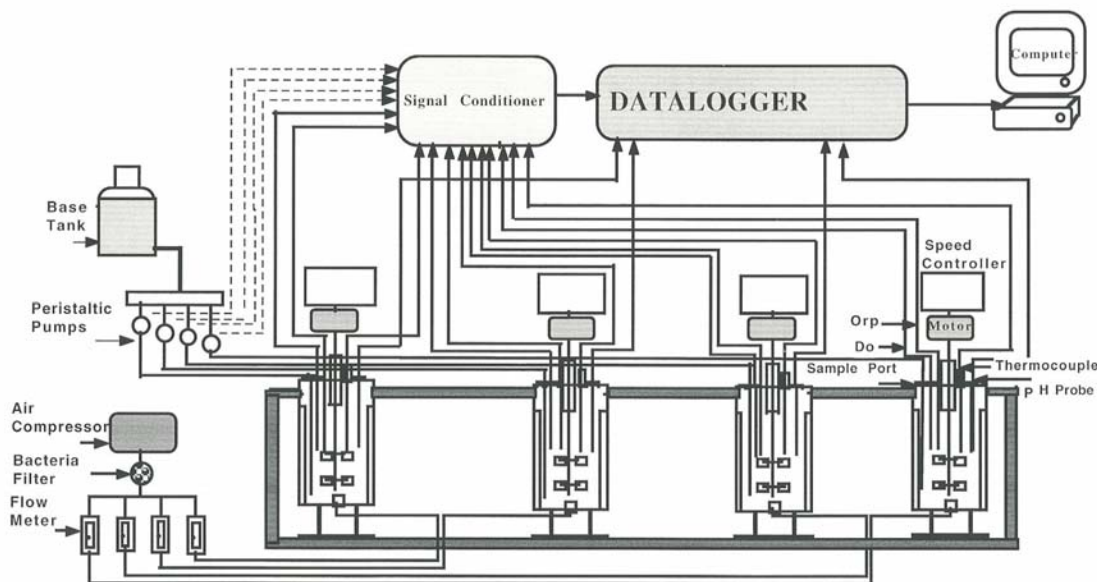 Computer
Signal Conditioner
DATALOGGER
Base
Tank
Speed
Controller
Peristaltic
Pumps
Orp
Motor
Do
Sample Port
Thermocouple
P H Probe
Air
Compressor
Bacteria
Filter
Flow
Meter